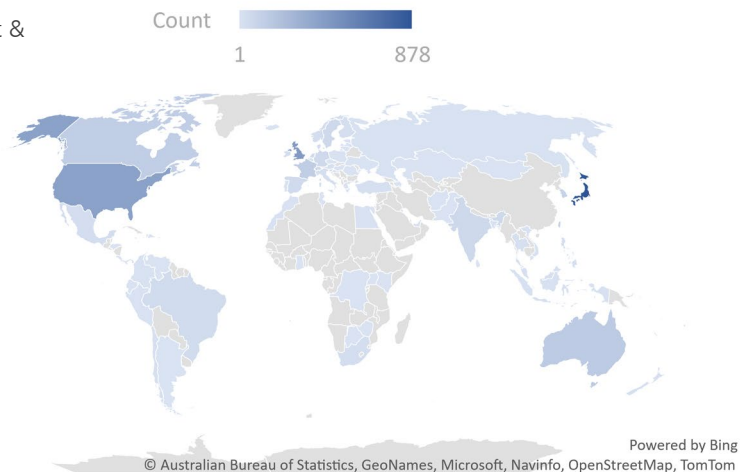 t &
Count
1 878
Powered by Bing
© Australian Bureau of Statistics, GeoNames, Microsoft, Navinfo, OpenStreetMap, TomTom